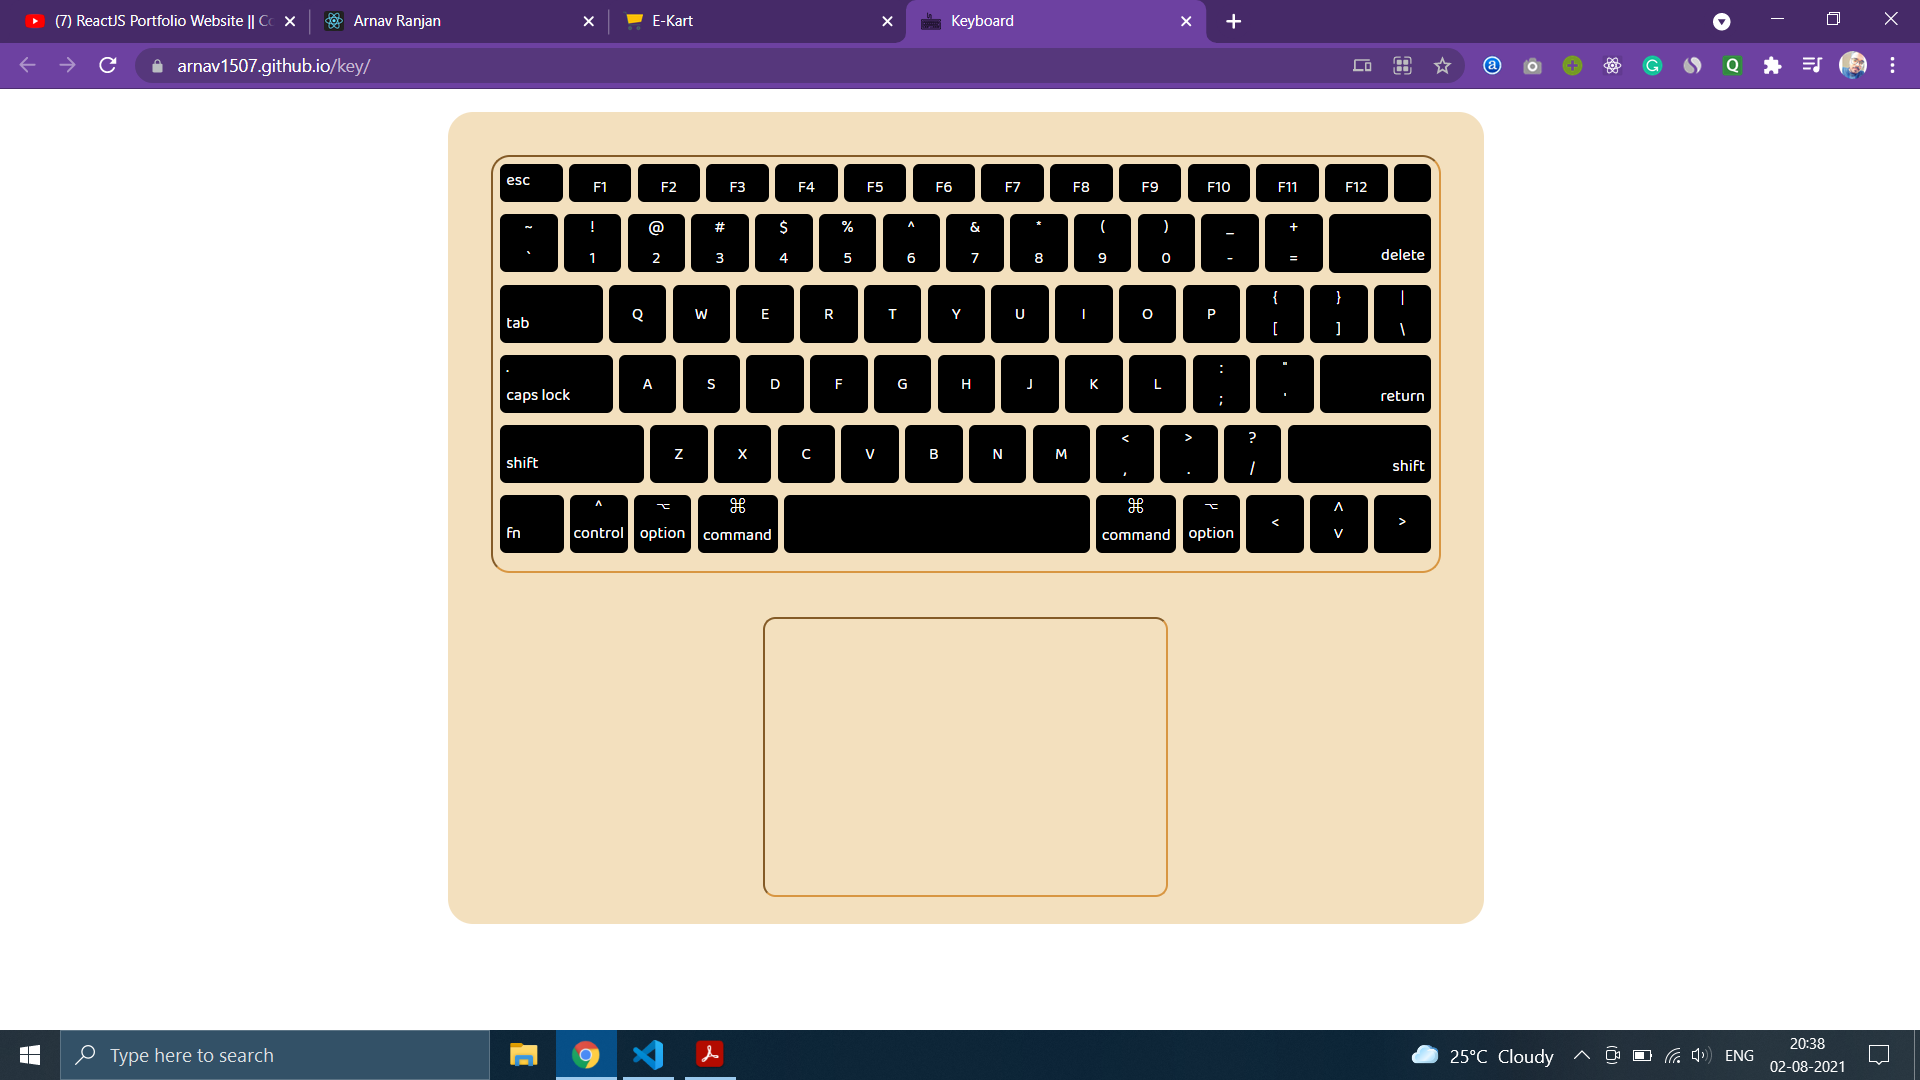 (7) ReactJS Portfolio Website || Co
Arnav Ranjan
E-Kart
Keyboard
arnav1507.github.io/key/
esc F1 F2 F3 F4 F5 F6 F7 F8 F9 F10 F11 F12
~ ! @ # $ % ^ & * ( ) _ +
` 1 2 3 4 5 6 7 8 9 0 - = delete
{ } |
tab Q W E R T Y U I O P [ ] \
. : "
caps lock A S D F G H J K L ; ' return
< > ?
shift Z X C V B N M , . / shift
^ ⌥ ⌘ ⌘ ⌥ ^
fn control option command command option < v >
Type here to search
25°C Cloudy
ENG
20:38
02-08-2021